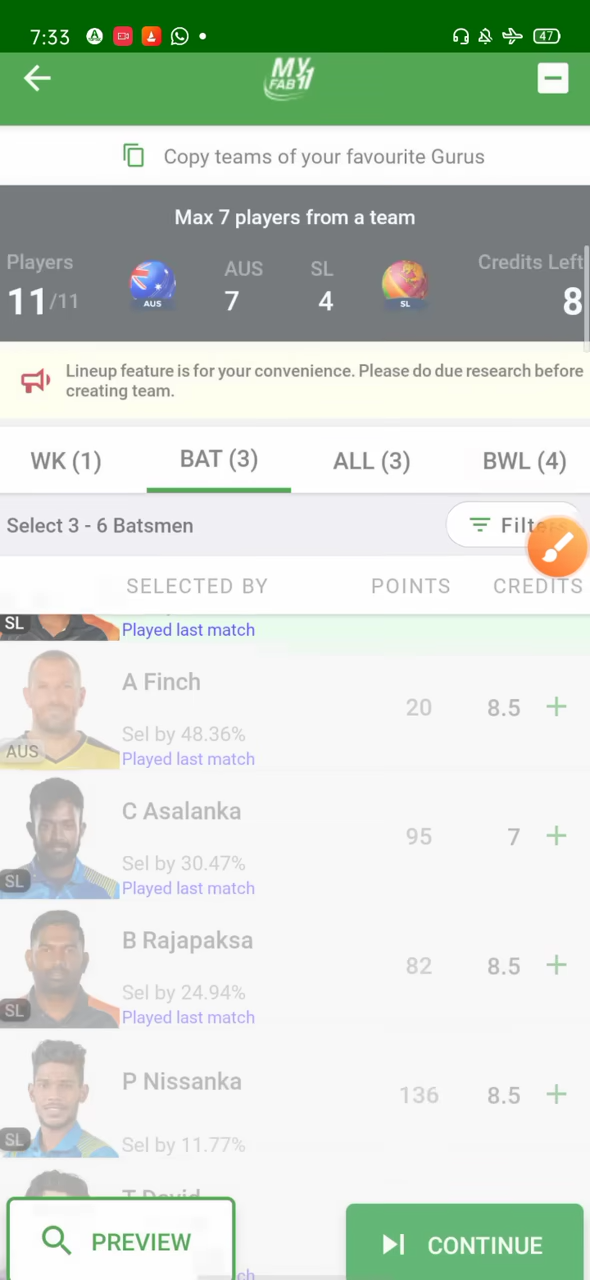 7:33
47
MY FAB 11
Copy teams of your favourite Gurus
Max 7 players from a team
Players
AUS
SL
Credits Left
11/11
AUS
7
4
SL
8
Lineup feature is for your convenience. Please do due research before
creating team.
WK (1)
BAT (3)
ALL (3)
BWL (4)
Select 3 - 6 Batsmen
SELECTED BY
POINTS
CREDITS
SL
Played last match
A Finch
20
8.5
Sel by 48.36%
AUS
Played last match
C Asalanka
95
7
Sel by 30.47%
SL
Played last match
B Rajapaksa
82
8.5
Sel by 24.94%
SL
Played last match
P Nissanka
136
8.5
SL
Sel by 11.77%
T David
PREVIEW
CONTINUE